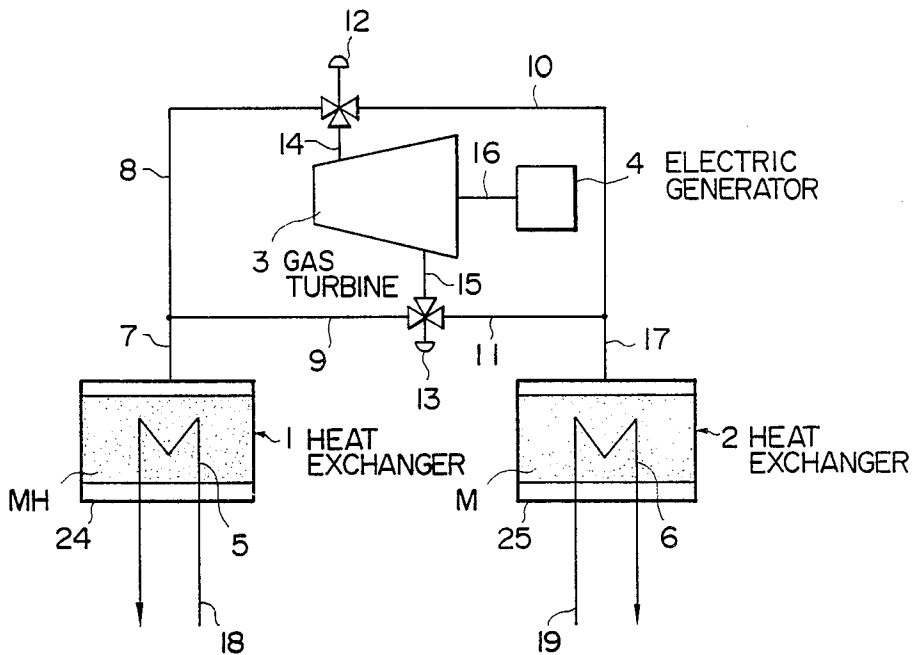 12
10
14
8
16
4 ELECTRIC
GENERATOR
3 GAS
TURBINE
15
7
9
11
17
13
1 HEAT
EXCHANGER
2 HEAT
EXCHANGER
MH
M
24
5
25
6
18
19